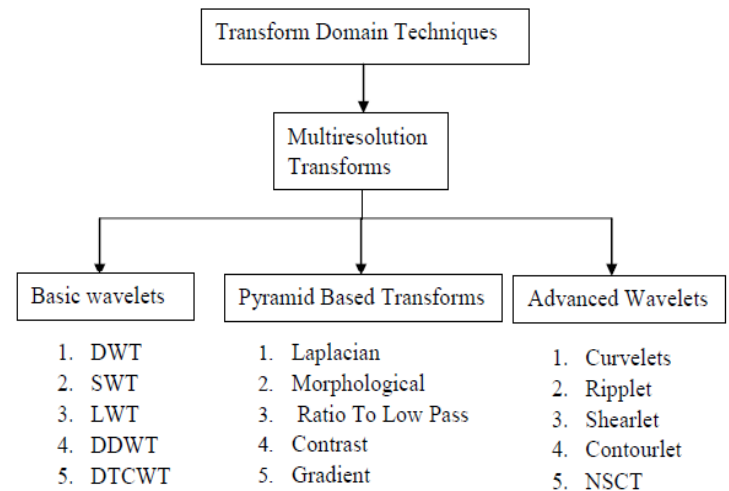 Transform Domain Techniques
Multiresolution
Transforms
Basic wavelets
1. DWT
2. SWT
3. LWT
4. DDWT
5. DTCWT
Pyramid Based Transforms
1. Laplacian
2. Morphological
3. Ratio To Low Pass
4. Contrast
5. Gradient
Advanced Wavelets
1. Curvelets
2. Ripplet
3. Shearlet
4. Contourlet
5. NSCT